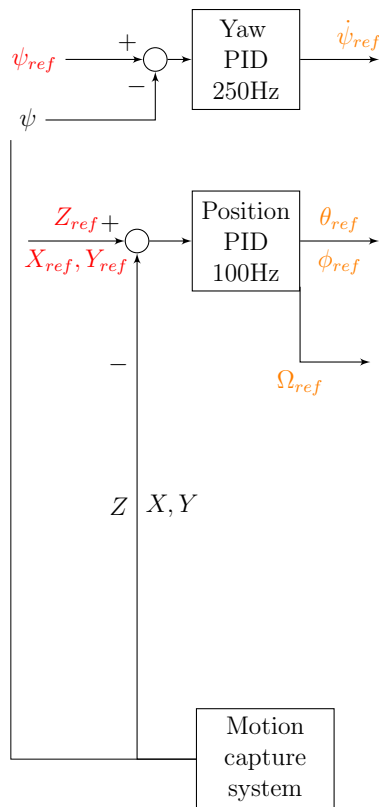 Yaw
PID
250Hz
ψ_ref
+
−
ψ
ψ̇_ref
Position
PID
100Hz
Z_ref
+
X_ref, Y_ref
θ_ref
ϕ_ref
Ω_ref
−
Z
X, Y
Motion
capture
system